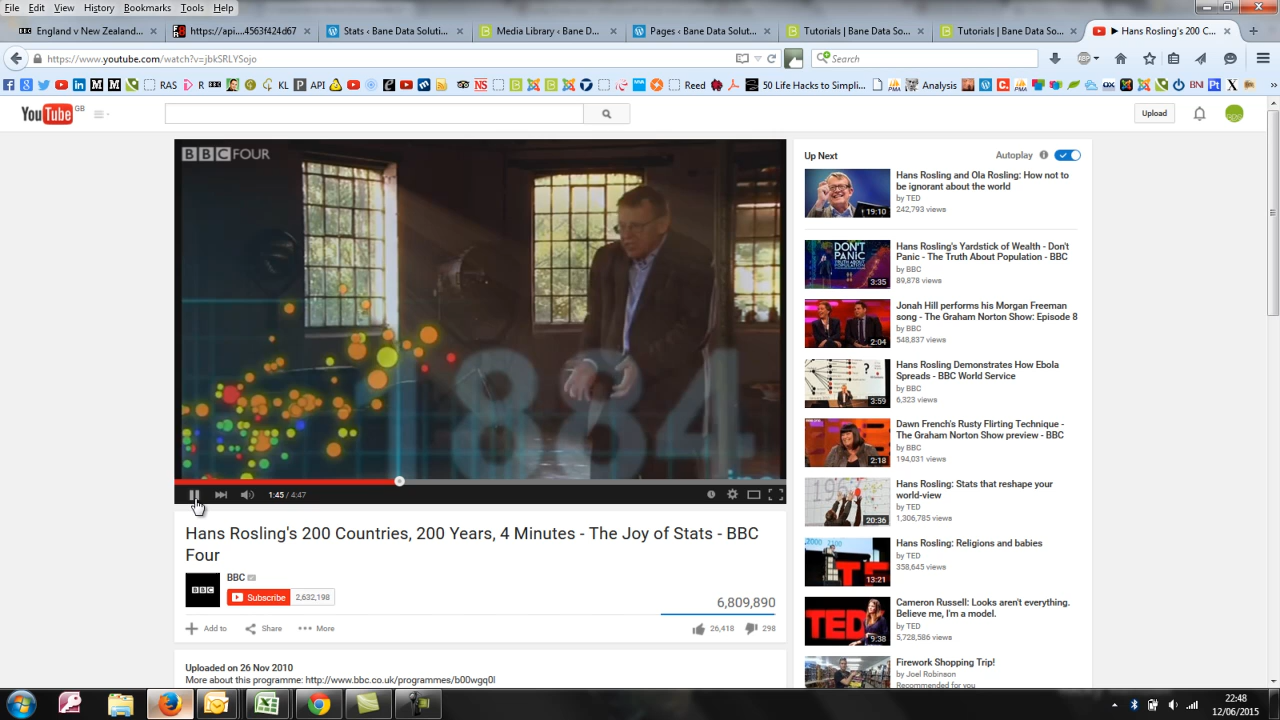 File Edit View History Bookmarks Tools Help
England v New Zealand...
https://api....4563f424d67
Stats ‹ Bane Data Soluti...
Media Library ‹ Bane D...
Pages ‹ Bane Data Solut...
Tutorials | Bane Data So...
Tutorials | Bane Data So...
▶ Hans Rosling's 200 C...
https://www.youtube.com/watch?v=jbkSRLYSojo
Search
RAS
KL
API
NS
Reed
50 Life Hacks to Simpli...
Analysis
BNI
You Tube GB
Upload
BBC FOUR
1:45 / 4:47
Hans Rosling's 200 Countries, 200 Years, 4 Minutes - The Joy of Stats - BBC
Four
BBC
BBC
Subscribe 2,632,198
6,809,890
Add to Share More
26,418 298
Uploaded on 26 Nov 2010
More about this programme: http://www.bbc.co.uk/programmes/b00wgq0l
Up Next
Autoplay
Hans Rosling and Ola Rosling: How not to
be ignorant about the world
by TED
242,793 views
19:10
Hans Rosling's Yardstick of Wealth - Don't
Panic - The Truth About Population - BBC
by BBC
89,878 views
DON'T
PANIC
3:35
Jonah Hill performs his Morgan Freeman
song - The Graham Norton Show: Episode 8
by BBC
548,837 views
2:04
Hans Rosling Demonstrates How Ebola
Spreads - BBC World Service
by BBC
6,323 views
3:59
Dawn French's Rusty Flirting Technique -
The Graham Norton Show preview - BBC
by BBC
194,031 views
2:18
Hans Rosling: Stats that reshape your
world-view
by TED
1,306,785 views
20:36
Hans Rosling: Religions and babies
by TED
358,645 views
13:21
Cameron Russell: Looks aren't everything.
Believe me, I'm a model.
by TED
5,728,586 views
TED
9:38
Firework Shopping Trip!
by Joel Robinson
Recommended for you
22:48
12/06/2015